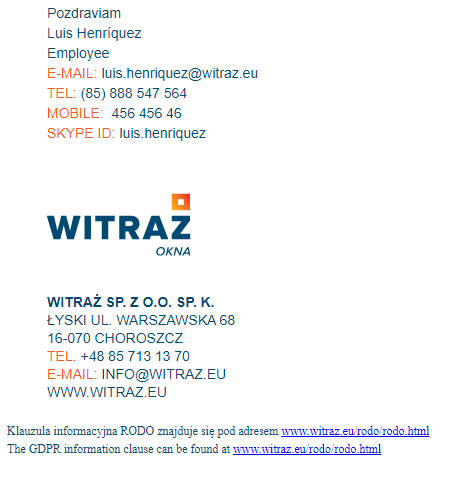 Pozdraviam
Luis Henríquez
Employee
E-MAIL: luis.henriquez@witraz.eu
TEL: (85) 888 547 564
MOBILE: 456 456 46
SKYPE ID: luis.henriquez
WITRAZ
OKNA
WITRAŻ SP. Z O.O. SP. K.
ŁYSKI UL. WARSZAWSKA 68
16-070 CHOROSZCZ
TEL. +48 85 713 13 70
E-MAIL: INFO@WITRAZ.EU
WWW.WITRAZ.EU
Klauzula informacyjna RODO znajduje się pod adresem www.witraz.eu/rodo/rodo.html
The GDPR information clause can be found at www.witraz.eu/rodo/rodo.html